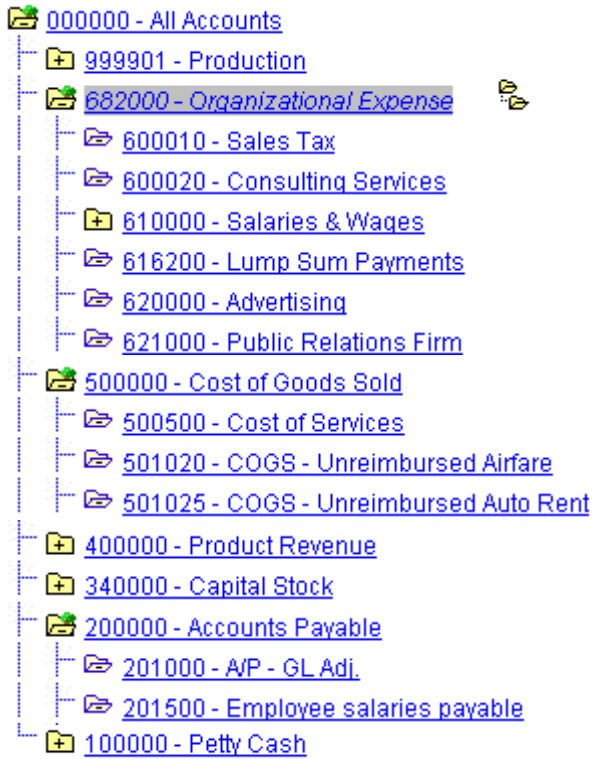 000000 - All Accounts
999901 - Production
682000 - Organizational Expense
600010 - Sales Tax
600020 - Consulting Services
610000 - Salaries & Wages
616200 - Lump Sum Payments
620000 - Advertising
621000 - Public Relations Firm
500000 - Cost of Goods Sold
500500 - Cost of Services
501020 - COGS - Unreimbursed Airfare
501025 - COGS - Unreimbursed Auto Rent
400000 - Product Revenue
340000 - Capital Stock
200000 - Accounts Payable
201000 - A/P - GL Adj.
201500 - Employee salaries payable
100000 - Petty Cash